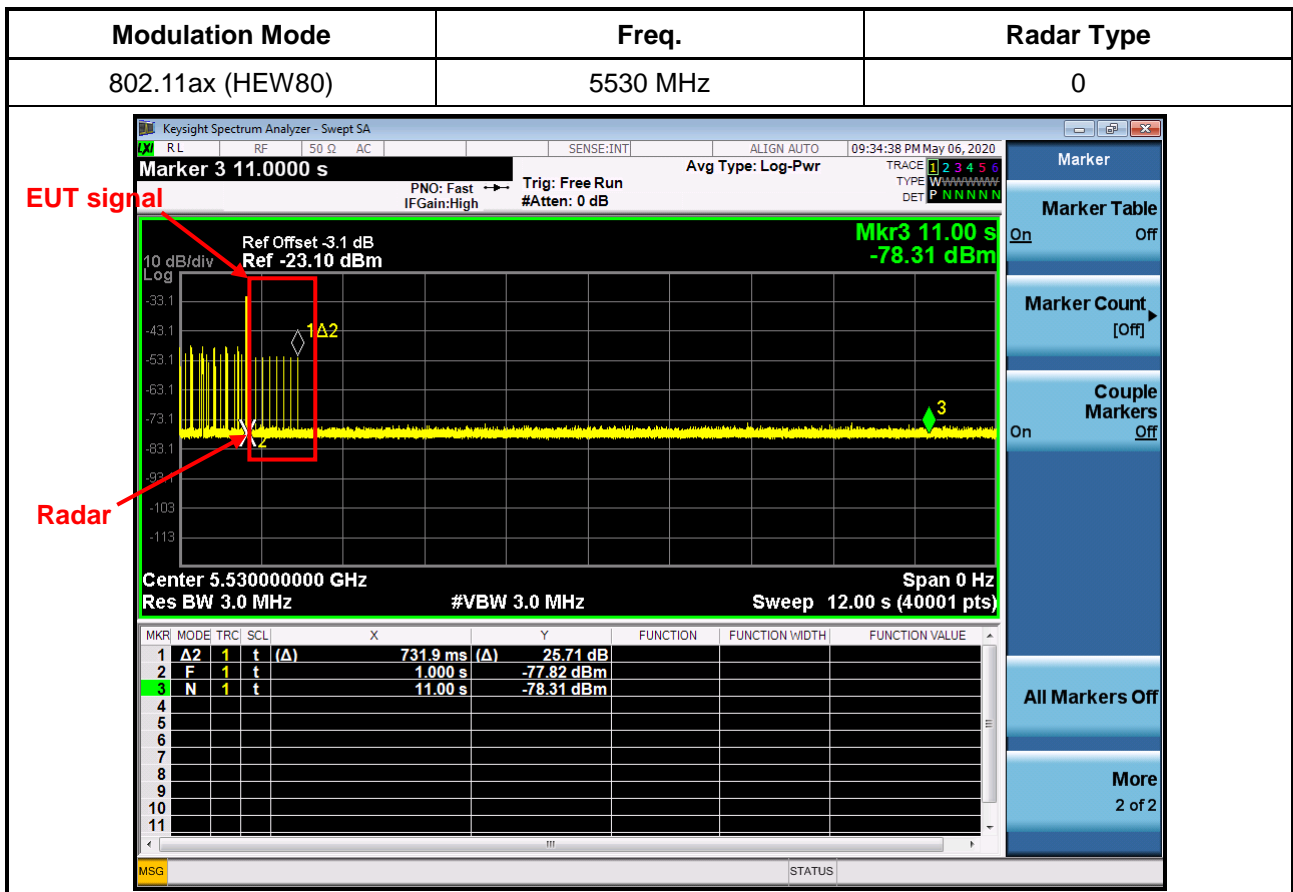 Modulation Mode Freq. Radar Type
802.11ax (HEW80) 5530 MHz 0
Keysight Spectrum Analyzer - Swept SA
LXI RL RF 50 Ω AC SENSE:INT ALIGN AUTO 09:34:38 PM May 06, 2020
Marker 3 11.0000 s
PNO: Fast
IFGain:High
Trig: Free Run
#Atten: 0 dB
Avg Type: Log-Pwr
TRACE 1 2 3 4 5 6
TYPE WWWWWW
DET P N N N N N
EUT signal
Ref Offset -3.1 dB
10 dB/div Ref -23.10 dBm
Log
Mkr3 11.00 s
-78.31 dBm
-33.1
-43.1
-53.1
-63.1
-73.1
-83.1
-103
-113
1Δ2
2
3
Radar
Center 5.530000000 GHz Span 0 Hz
Res BW 3.0 MHz #VBW 3.0 MHz Sweep 12.00 s (40001 pts)
MKR MODE TRC SCL X Y FUNCTION FUNCTION WIDTH FUNCTION VALUE
1 Δ2 1 t (Δ) 731.9 ms (Δ) 25.71 dB
2 F 1 t 1.000 s -77.82 dBm
3 N 1 t 11.00 s -78.31 dBm
4
5
6
7
8
9
10
11
MSG STATUS
Marker
Marker Table
On Off
Marker Count
[Off]
Couple
Markers
On Off
All Markers Off
More
2 of 2